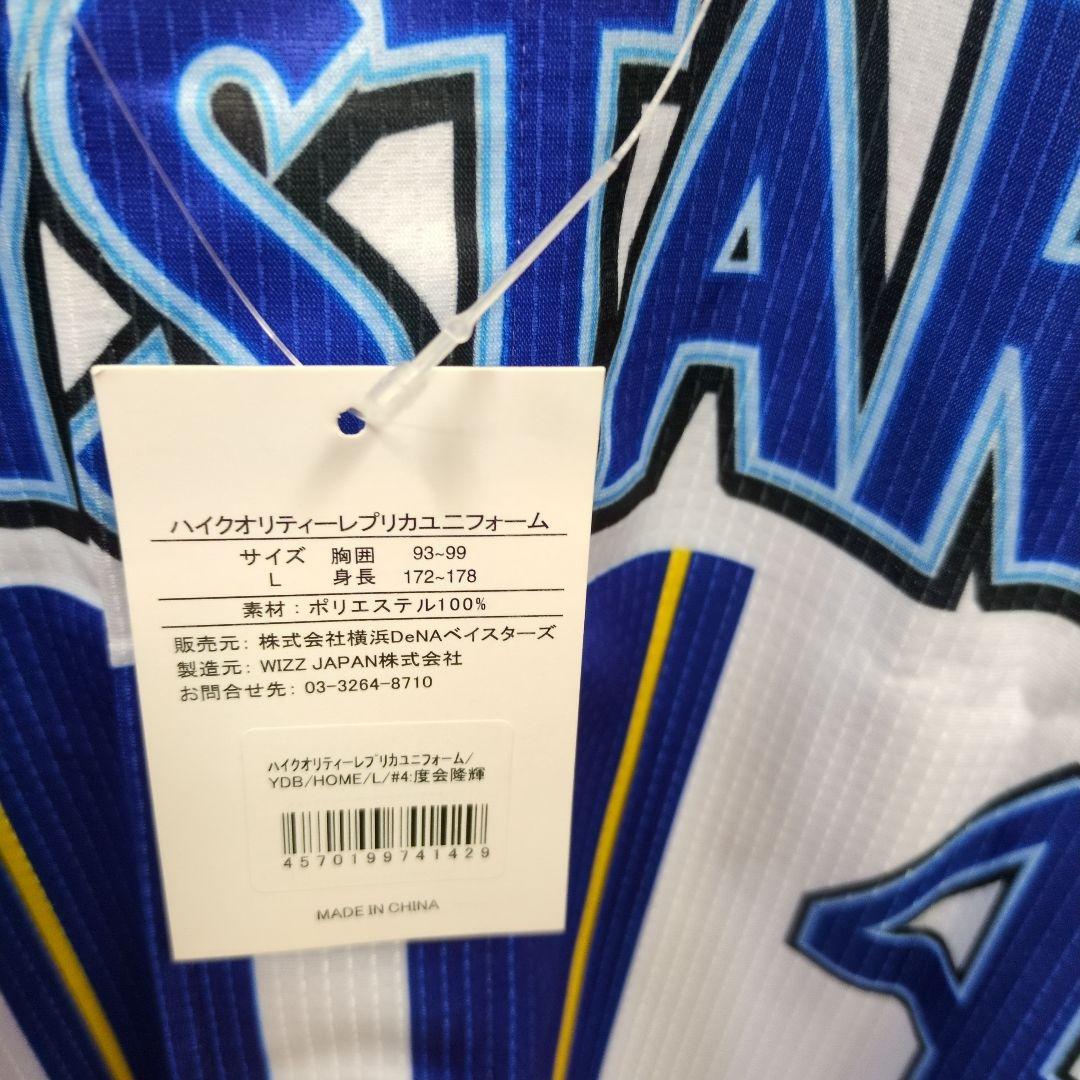 STAR
ハイクオリティーレプリカユニフォーム
サイズ 胸囲 93~99
L 身長 172~178
素材：ポリエステル100%
販売元：株式会社横浜DeNAベイスターズ
製造元：WIZZ JAPAN株式会社
お問合せ先：03-3264-8710
ﾊｲｸｵﾘﾃｨｰﾚﾌﾟﾘｶﾕﾆﾌｫｰﾑ/
YDB/HOME/L/#4:度会隆輝
4570199741429
MADE IN CHINA
4